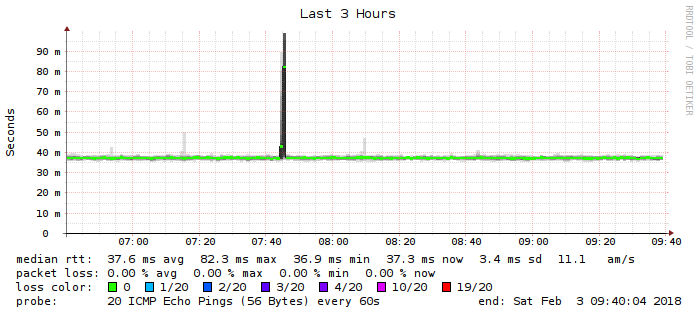 Last 3 Hours
RRDTOOL / TOBI OETIKER
Seconds
90 m
80 m
70 m
60 m
50 m
40 m
30 m
20 m
10 m
0
07:00 07:20 07:40 08:00 08:20 08:40 09:00 09:20 09:40
median rtt: 37.6 ms avg 82.3 ms max 36.9 ms min 37.3 ms now 3.4 ms sd 11.1 am/s
packet loss: 0.00 % avg 0.00 % max 0.00 % min 0.00 % now
loss color: 0 1/20 2/20 3/20 4/20 10/20 19/20
probe: 20 ICMP Echo Pings (56 Bytes) every 60s end: Sat Feb 3 09:40:04 2018